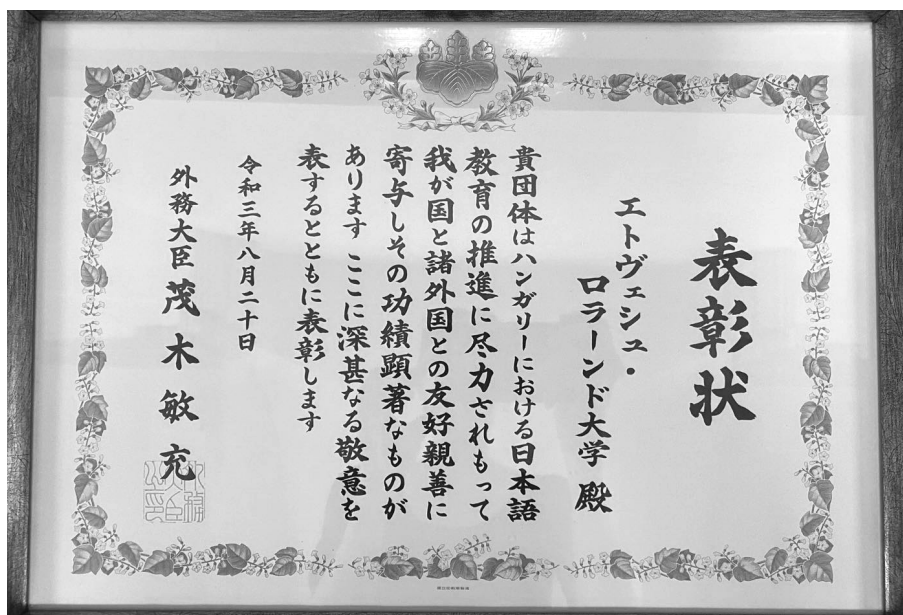 表彰状
エトヴェシュ・
ロラーンド大学 殿
貴団体はハンガリーにおける日本語
教育の推進に尽力されもって
我が国と諸外国との友好親善に
寄与しその功績顕著なものが
あります ここに深甚なる敬意を
表するとともに表彰します
令和三年八月二十日
外務大臣 茂木敏充